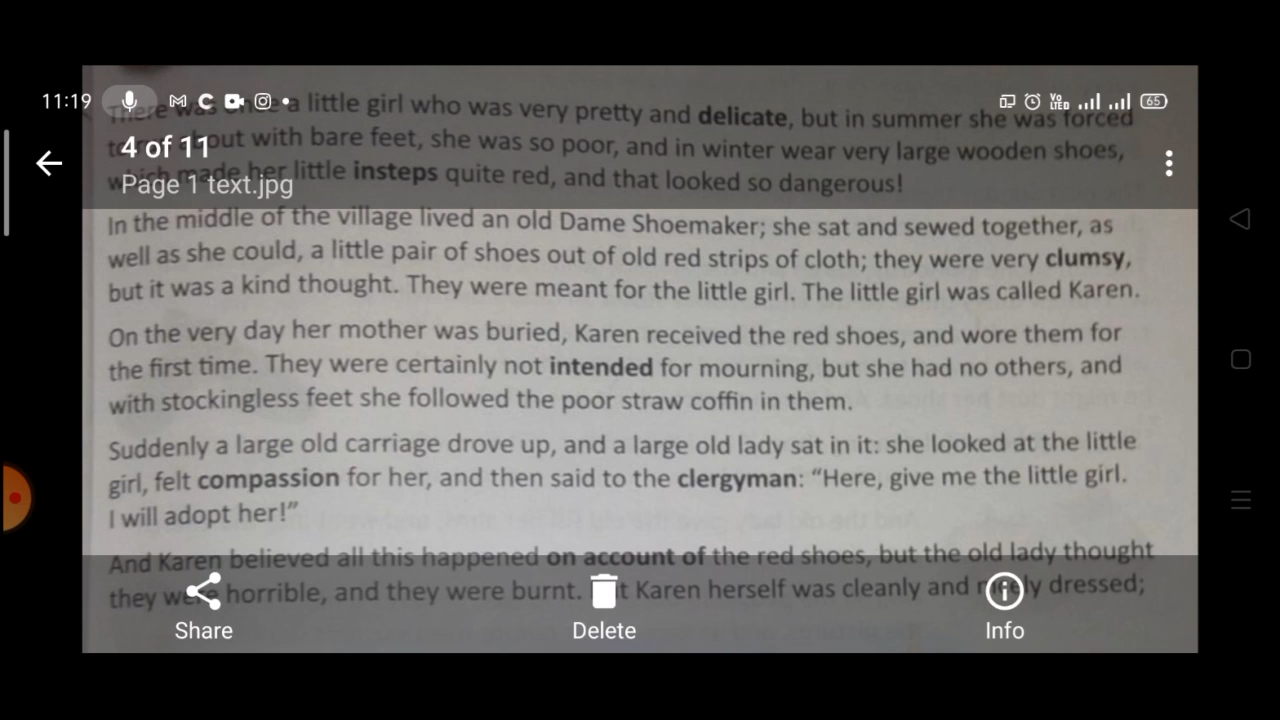 11:19
65
4 of 11
Page 1 text.jpg
a little girl who was very pretty and delicate, but in summer she was forced
out with bare feet, she was so poor, and in winter wear very large wooden shoes,
made her little insteps quite red, and that looked so dangerous!
In the middle of the village lived an old Dame Shoemaker; she sat and sewed together, as
well as she could, a little pair of shoes out of old red strips of cloth; they were very clumsy,
but it was a kind thought. They were meant for the little girl. The little girl was called Karen.
On the very day her mother was buried, Karen received the red shoes, and wore them for
the first time. They were certainly not intended for mourning, but she had no others, and
with stockingless feet she followed the poor straw coffin in them.
Suddenly a large old carriage drove up, and a large old lady sat in it: she looked at the little
girl, felt compassion for her, and then said to the clergyman: “Here, give me the little girl.
I will adopt her!”
And Karen believed all this happened on account of the red shoes, but the old lady thought
they were horrible, and they were burnt. Karen herself was cleanly and nicely dressed;
Share
Delete
Info